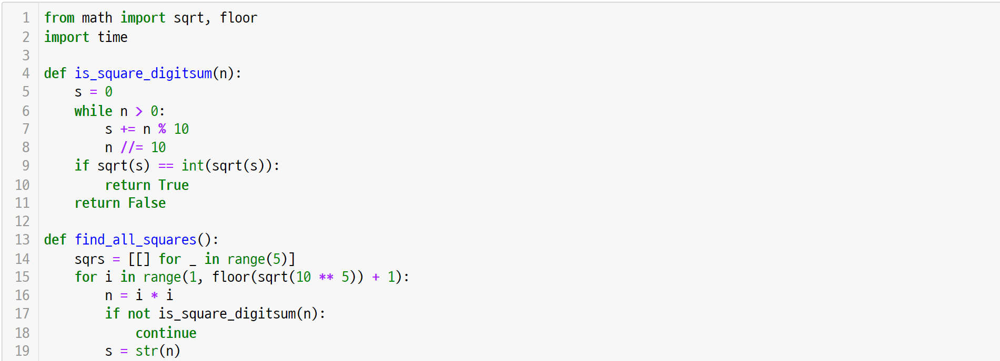 1 from math import sqrt, floor
2 import time
3
4 def is_square_digitsum(n):
5     s = 0
6     while n > 0:
7         s += n % 10
8         n //= 10
9     if sqrt(s) == int(sqrt(s)):
10         return True
11     return False
12
13 def find_all_squares():
14     sqrs = [[] for _ in range(5)]
15     for i in range(1, floor(sqrt(10 ** 5)) + 1):
16         n = i * i
17         if not is_square_digitsum(n):
18             continue
19         s = str(n)